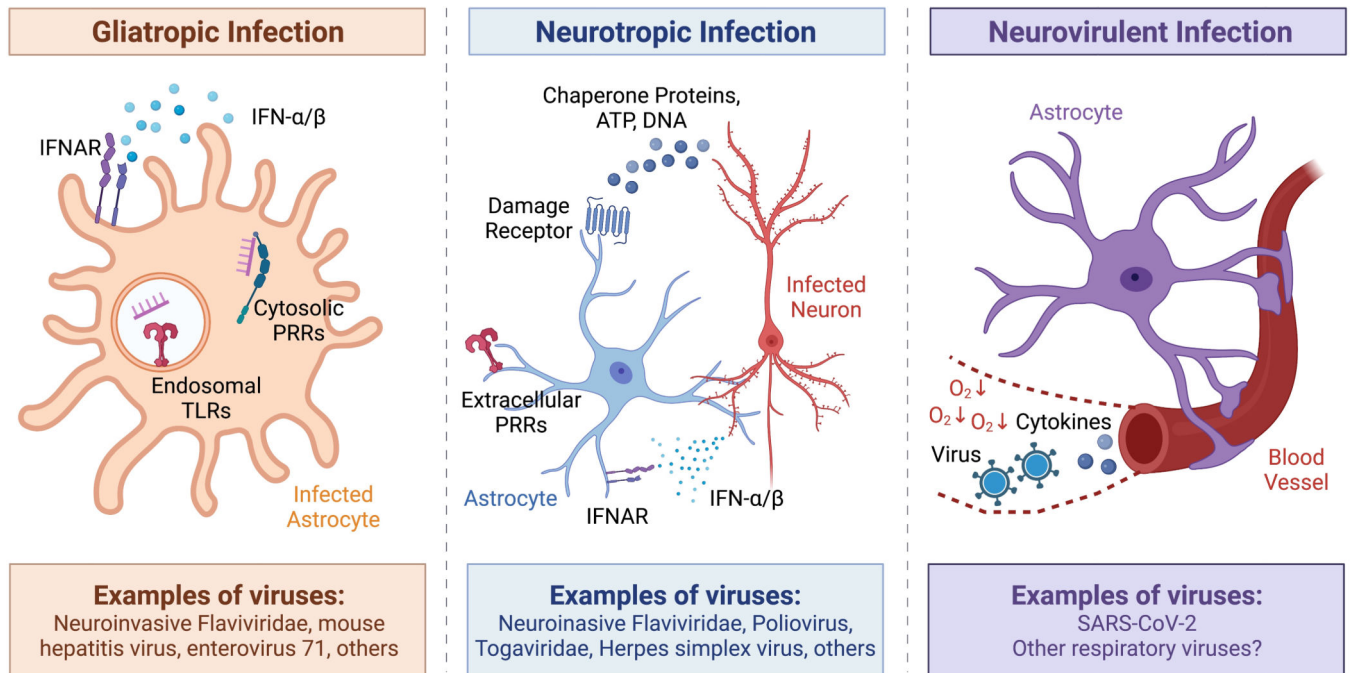 Gliatropic Infection
IFN-α/β
IFNAR
Cytosolic
PRRs
Endosomal
TLRs
Infected
Astrocyte
Examples of viruses:
Neuroinvasive Flaviviridae, mouse
hepatitis virus, enterovirus 71, others
Neurotropic Infection
Chaperone Proteins,
ATP, DNA
Damage
Receptor
Infected
Neuron
Extracellular
PRRs
Astrocyte
IFNAR
IFN-α/β
Examples of viruses:
Neuroinasive Flaviviridae, Poliovirus,
Togaviridae, Herpes simplex virus, others
Neurovirulent Infection
Astrocyte
O₂↓
O₂↓ O₂↓
Cytokines
Virus
Blood
Vessel
Examples of viruses:
SARS-CoV-2
Other respiratory viruses?